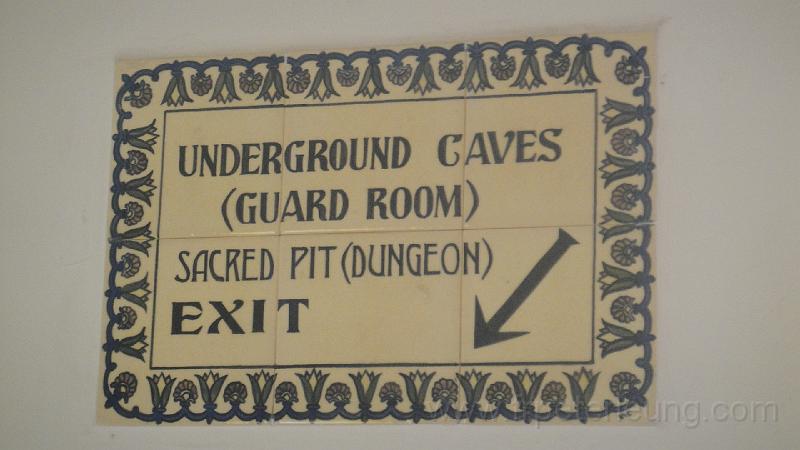 UNDERGROUND CAVES
(GUARD ROOM)
SACRED PIT (DUNGEON)
EXIT